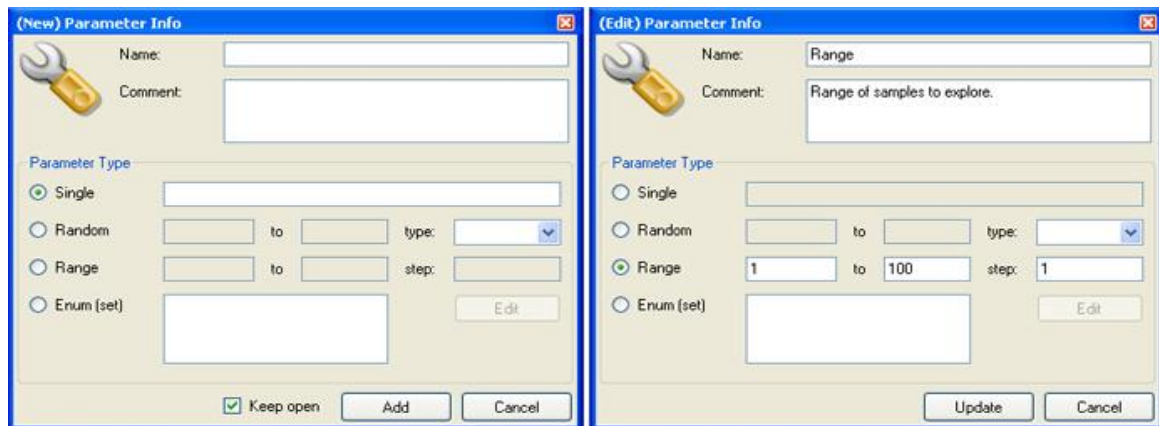 (New) Parameter Info
Name:
Comment:
Parameter Type
Single
Random to type:
Range to step:
Enum (set) Edit
Keep open Add Cancel
(Edit) Parameter Info
Name: Range
Comment: Range of samples to explore.
Parameter Type
Single
Random to type:
Range 1 to 100 step: 1
Enum (set) Edit
Update Cancel